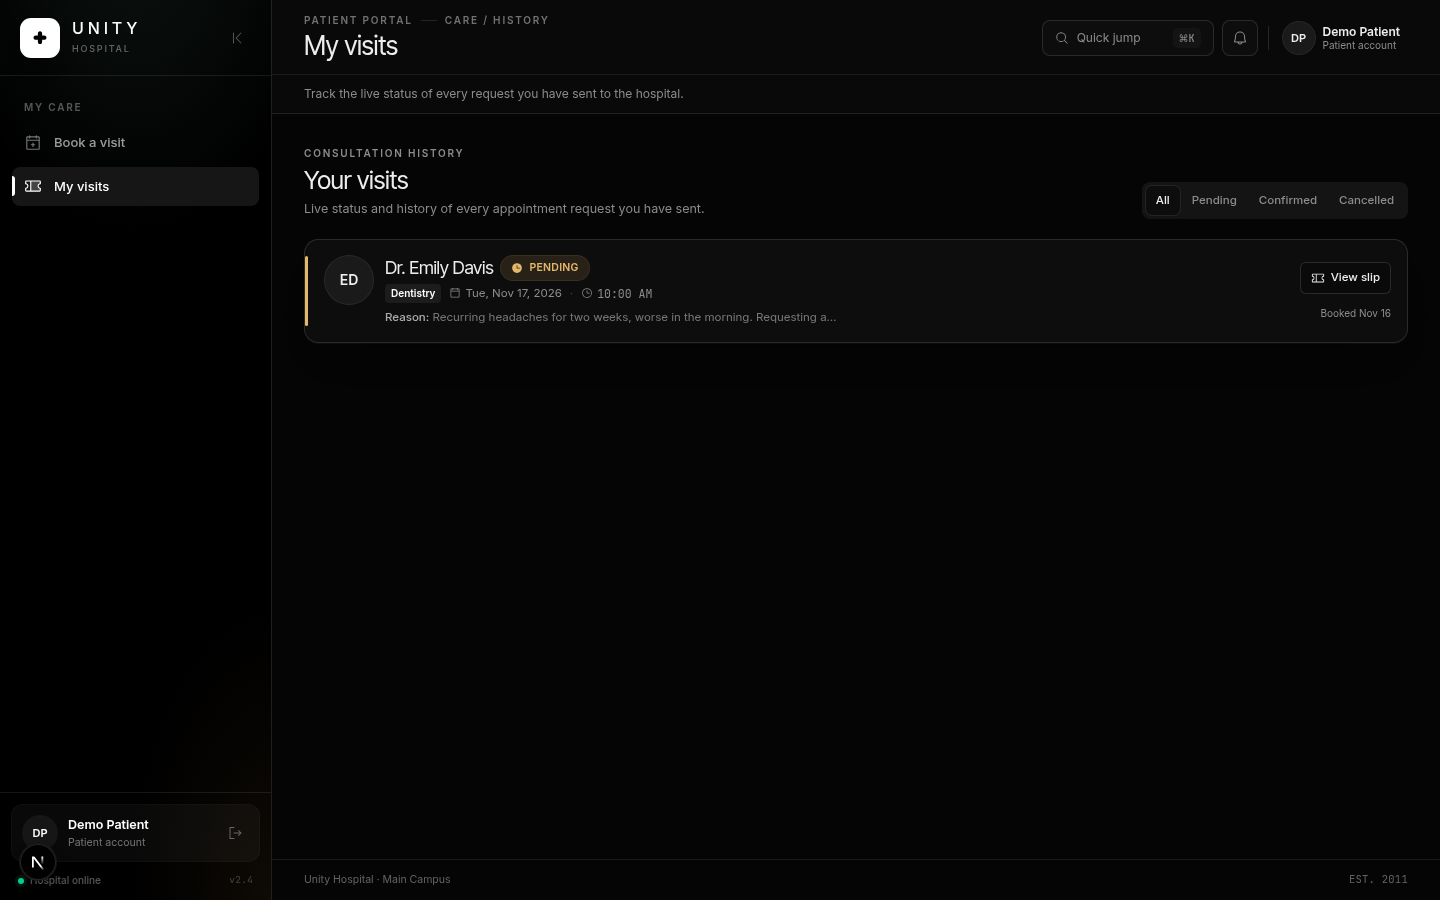 UNITY
HOSPITAL
MY CARE
Book a visit
My visits
PATIENT PORTAL — CARE / HISTORY
My visits
Quick jump ⌘K
DP
Demo Patient
Patient account
Track the live status of every request you have sent to the hospital.
CONSULTATION HISTORY
Your visits
Live status and history of every appointment request you have sent.
All Pending Confirmed Cancelled
ED
Dr. Emily Davis PENDING
Dentistry Tue, Nov 17, 2026 · 10:00 AM
Reason: Recurring headaches for two weeks, worse in the morning. Requesting a...
View slip
Booked Nov 16
DP
Demo Patient
Patient account
N
Hospital online v2.4
Unity Hospital · Main Campus
EST. 2011